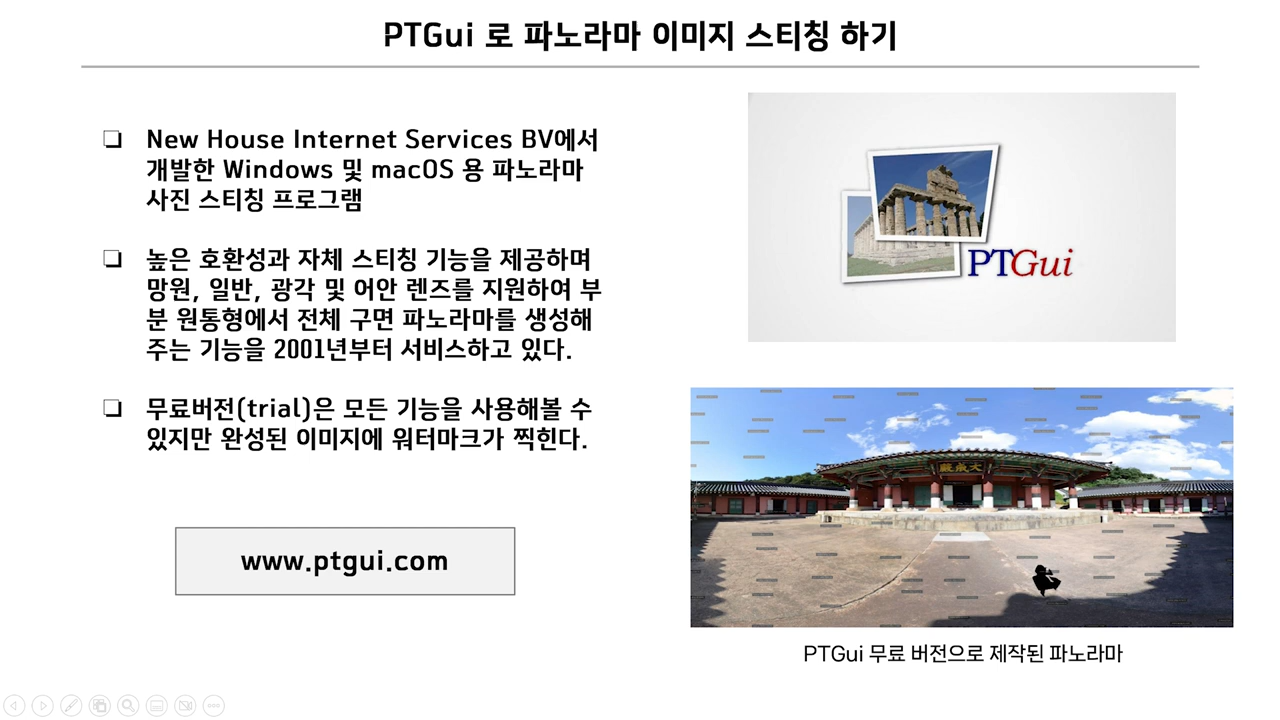 PTGui 로 파노라마 이미지 스티칭 하기
New House Internet Services BV에서
개발한 Windows 및 macOS 용 파노라마
사진 스티칭 프로그램
높은 호환성과 자체 스티칭 기능을 제공하며
망원, 일반, 광각 및 어안 렌즈를 지원하여 부
분 원통형에서 전체 구면 파노라마를 생성해
주는 기능을 2001년부터 서비스하고 있다.
무료버전(trial)은 모든 기능을 사용해볼 수
있지만 완성된 이미지에 워터마크가 찍힌다.
www.ptgui.com
PTGui
PTGui 무료 버전으로 제작된 파노라마